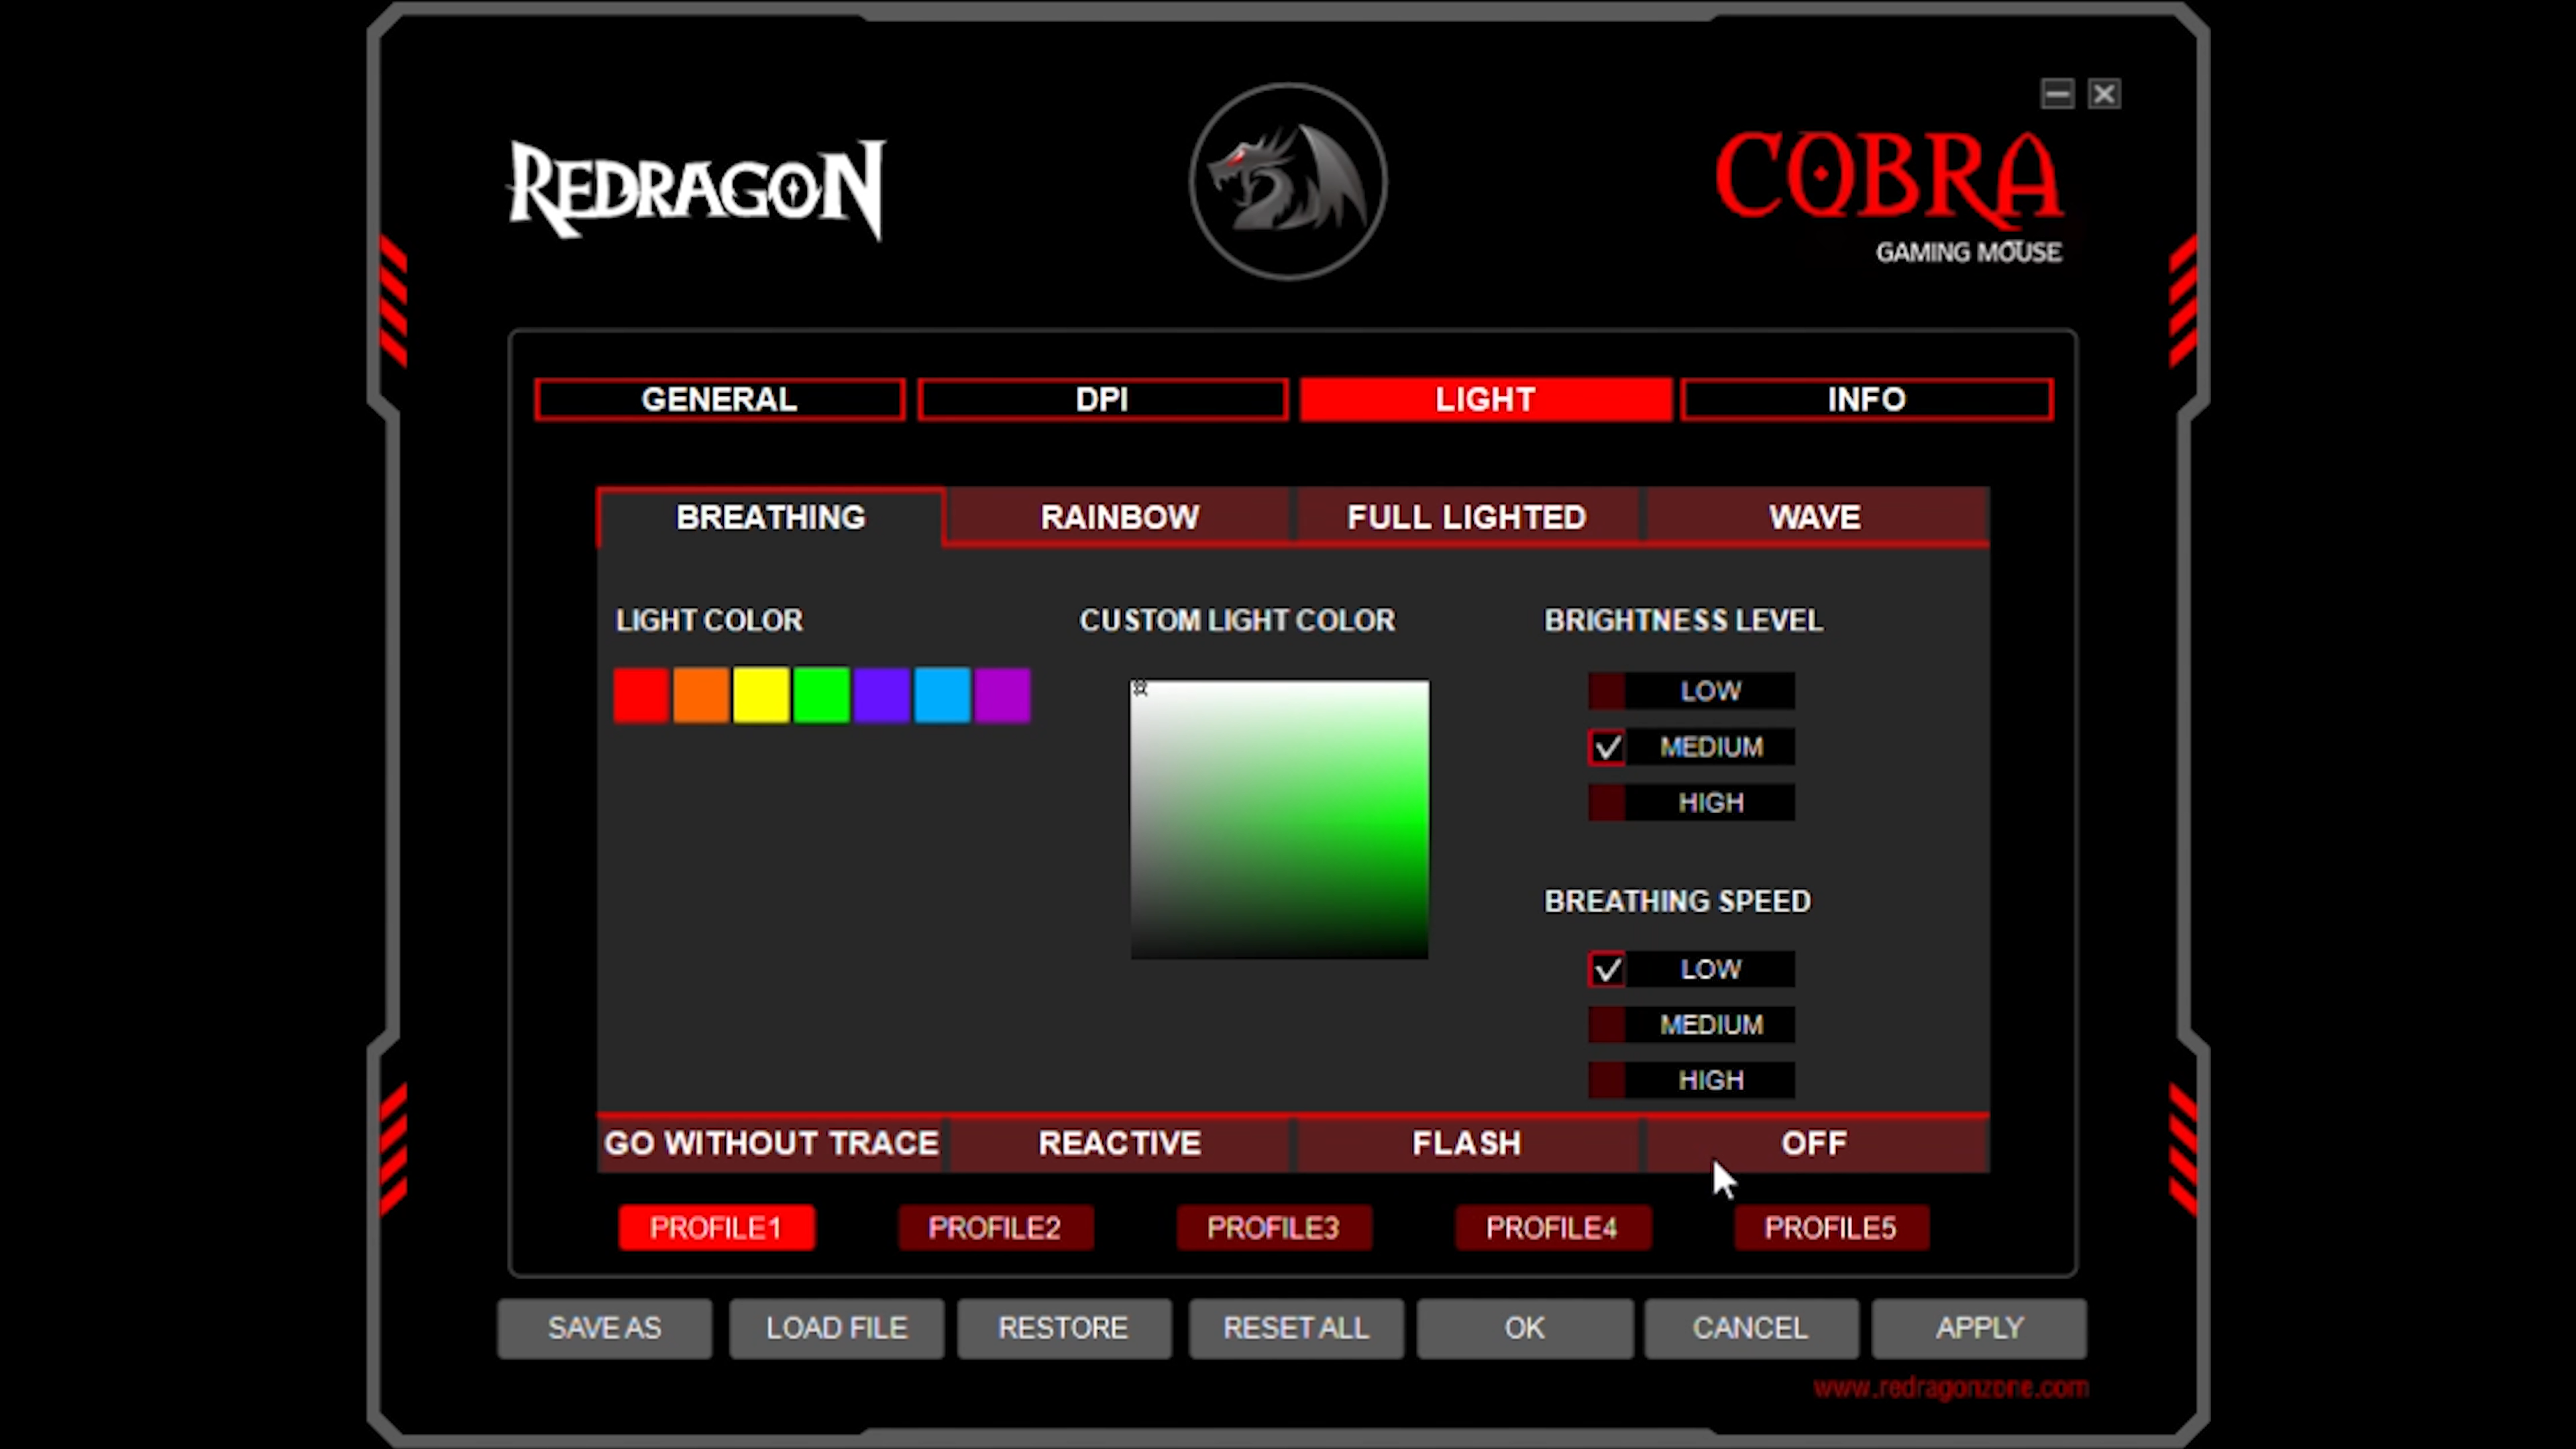 REDRAGON
COBRA
GAMING MOUSE
GENERAL DPI LIGHT INFO
BREATHING RAINBOW FULL LIGHTED WAVE
LIGHT COLOR CUSTOM LIGHT COLOR BRIGHTNESS LEVEL
LOW
MEDIUM
HIGH
BREATHING SPEED
LOW
MEDIUM
HIGH
GO WITHOUT TRACE REACTIVE FLASH OFF
PROFILE1 PROFILE2 PROFILE3 PROFILE4 PROFILE5
SAVE AS LOAD FILE RESTORE RESET ALL OK CANCEL APPLY
www.redragonzone.com